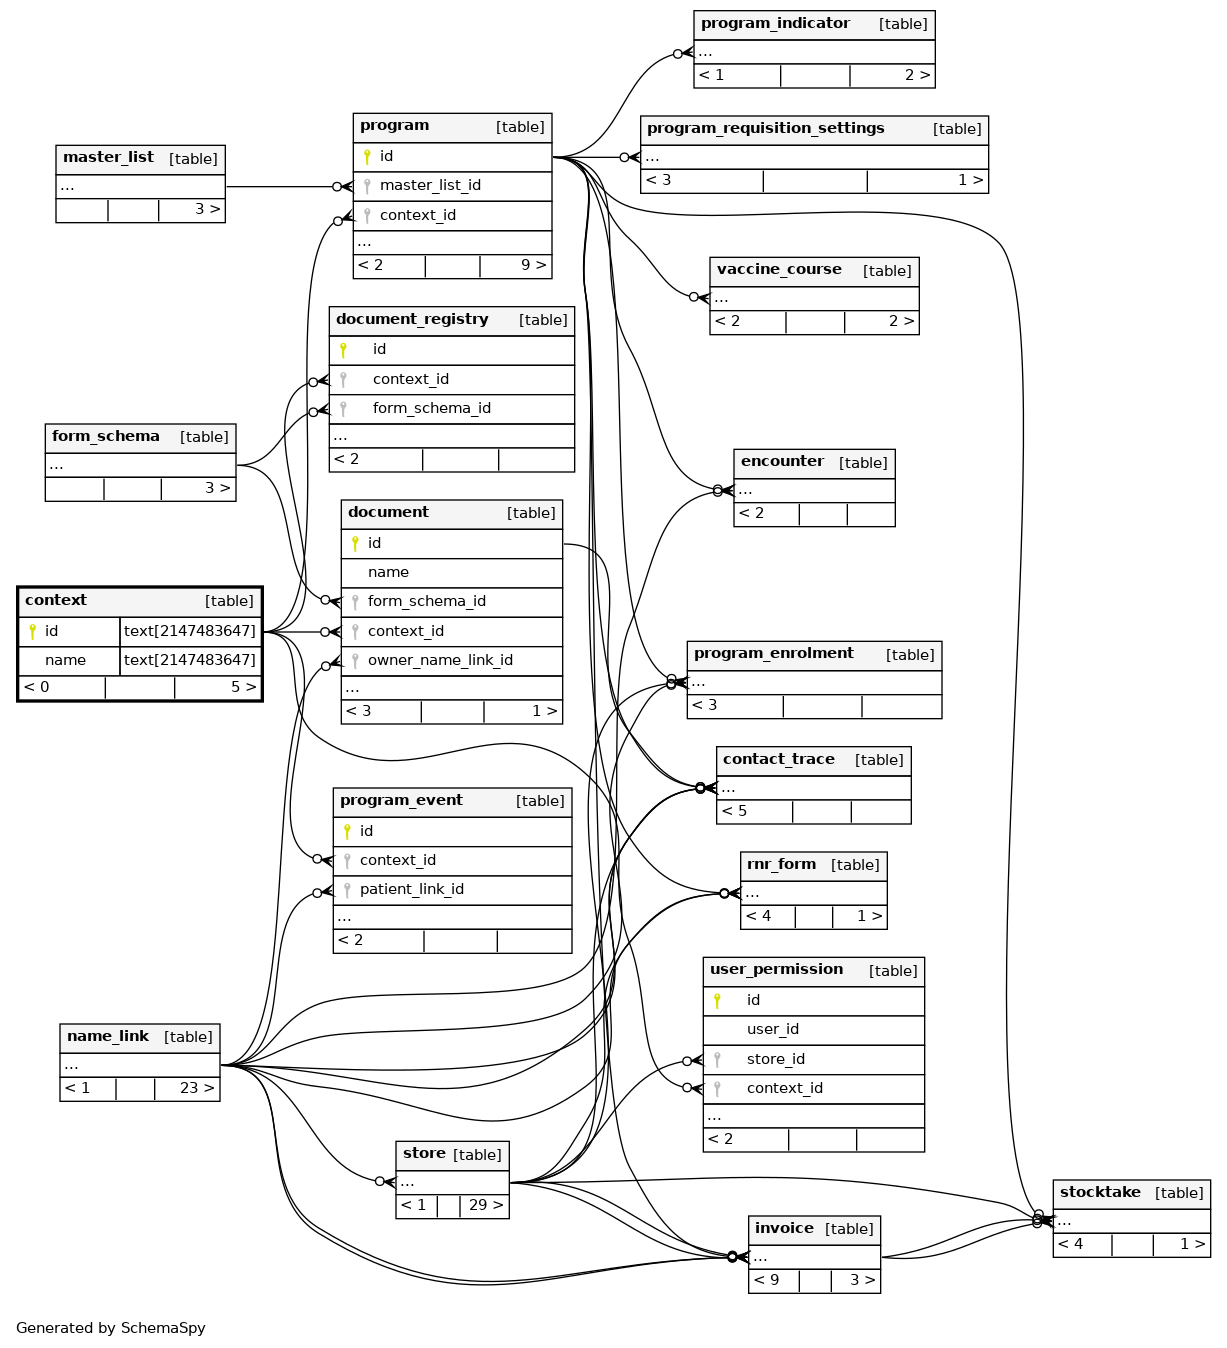 program_indicator [table]
...
< 1 2 >
program_requisition_settings [table]
...
< 3 1 >
program [table]
id
master_list_id
context_id
...
< 2 9 >
master_list [table]
...
3 >
vaccine_course [table]
...
< 2 2 >
document_registry [table]
id
context_id
form_schema_id
...
< 2
form_schema [table]
...
3 >
encounter [table]
...
< 2
document [table]
id
name
form_schema_id
context_id
owner_name_link_id
...
< 3 1 >
context [table]
id text[2147483647]
name text[2147483647]
< 0 5 >
program_enrolment [table]
...
< 3
contact_trace [table]
...
< 5
program_event [table]
id
context_id
patient_link_id
...
< 2
rnr_form [table]
...
< 4 1 >
user_permission [table]
id
user_id
store_id
context_id
...
< 2
name_link [table]
...
< 1 23 >
store [table]
...
< 1 29 >
stocktake [table]
...
< 4 1 >
invoice [table]
...
< 9 3 >
Generated by SchemaSpy